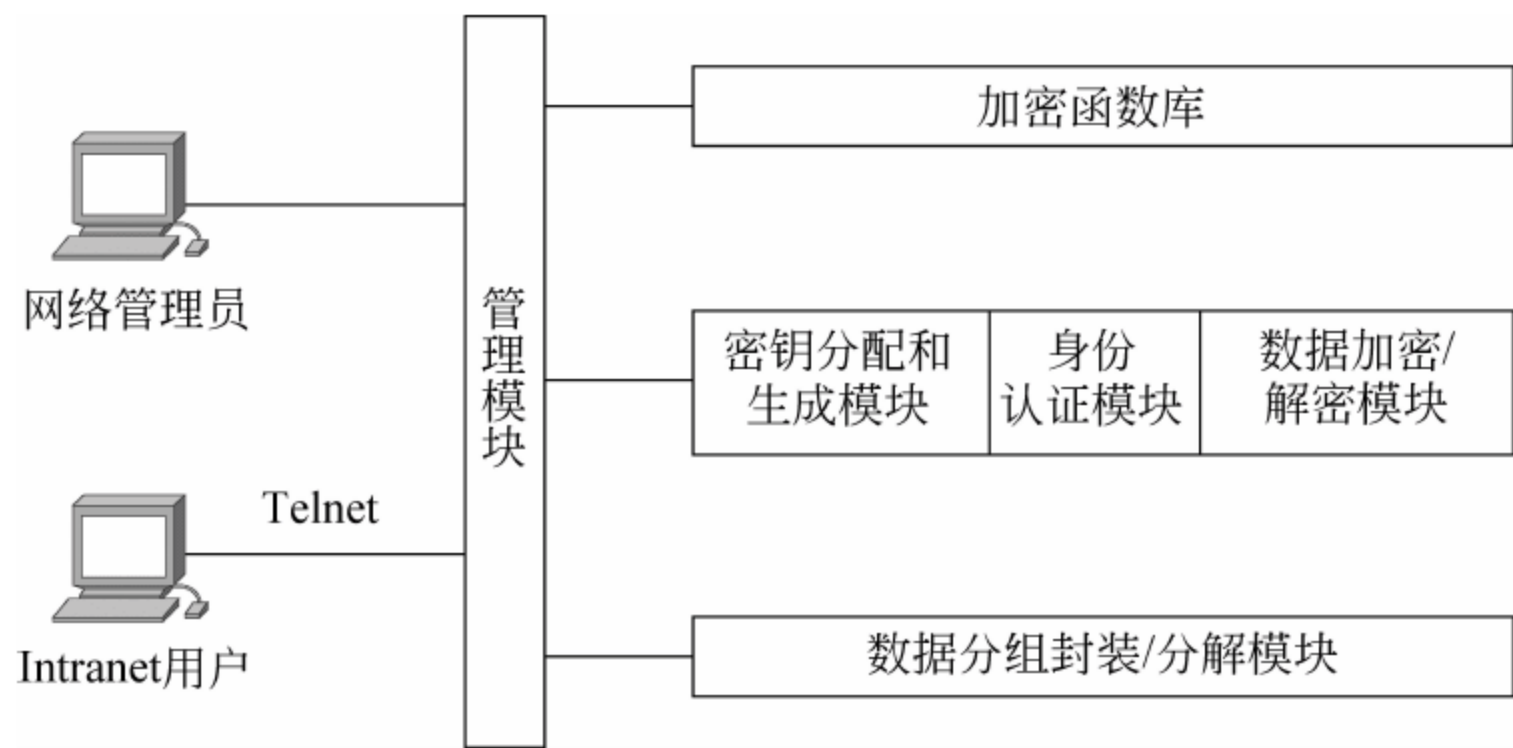 加密函数库
网络管理员
管理模块
密钥分配和
生成模块
身份
认证模块
数据加密/
解密模块
Telnet
Intranet用户
数据分组封装/分解模块